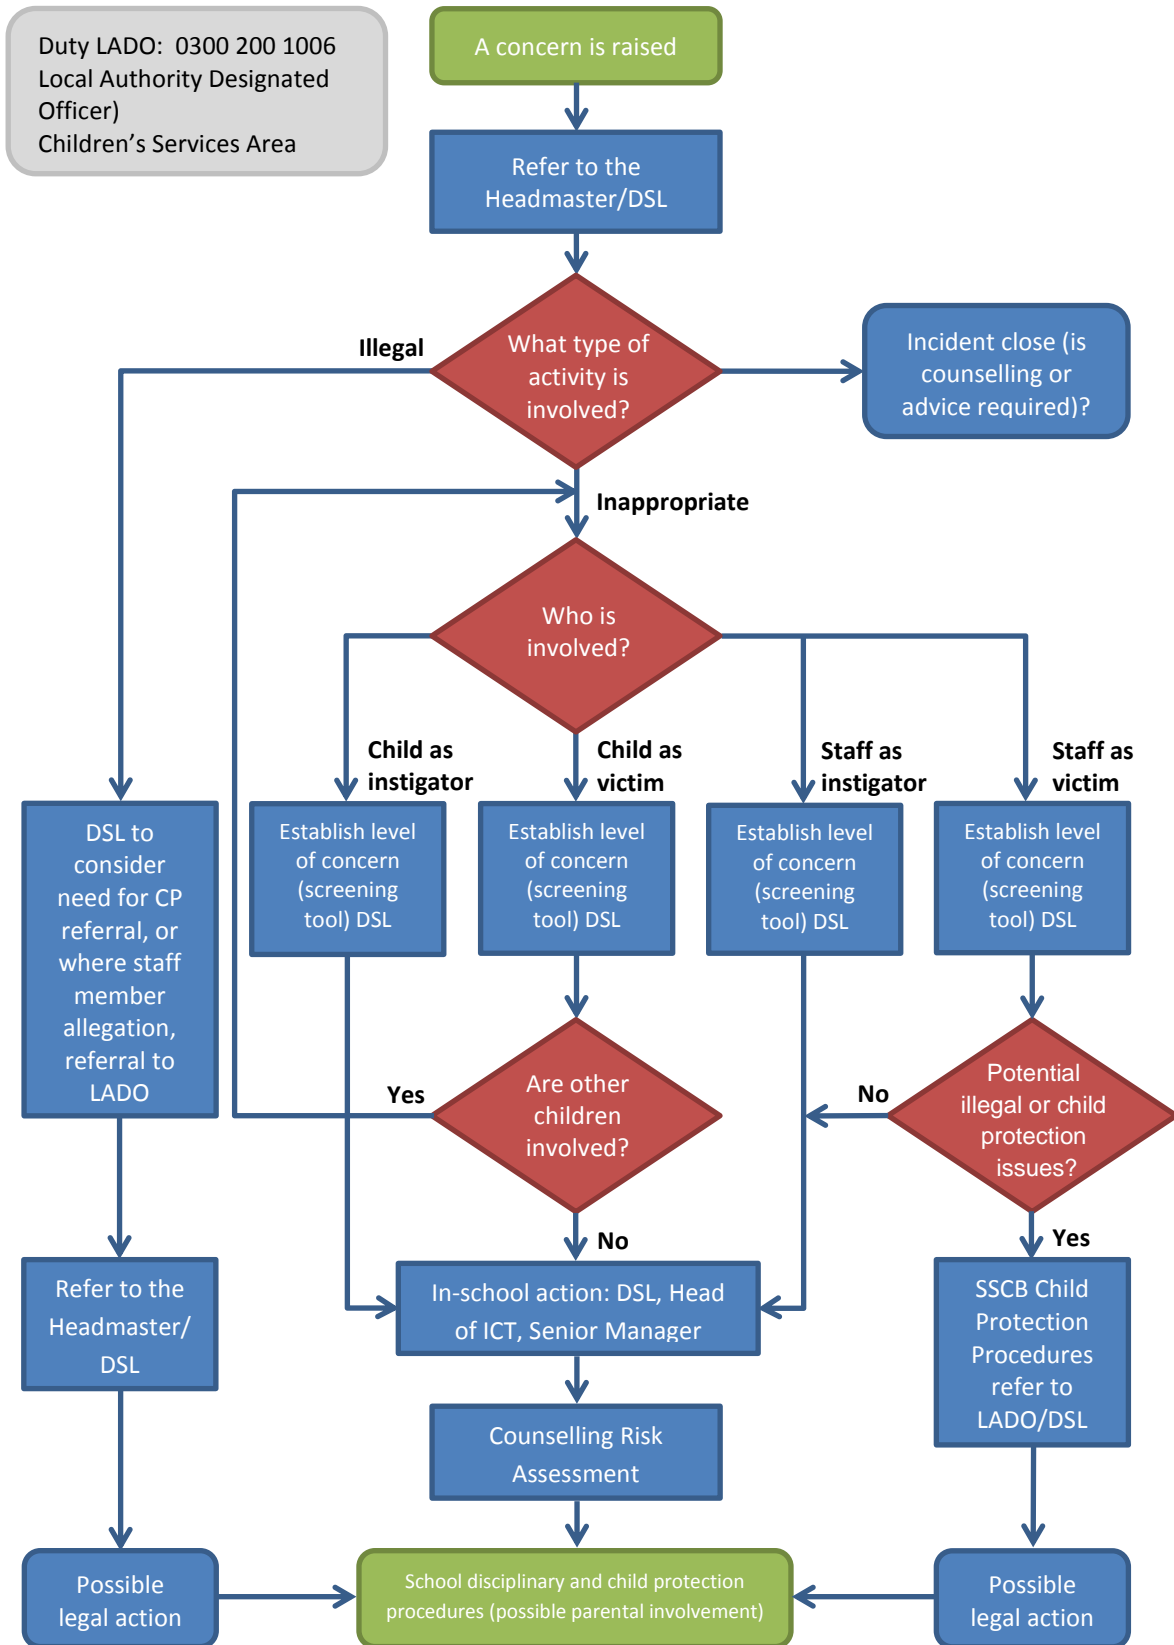 Duty LADO:  0300 200 1006
Local Authority Designated
Officer)
Children's Services Area
A concern is raised
Refer to the
Headmaster/DSL
What type of
activity is
involved?
Illegal
Incident close (is
counselling or
advice required)?
Inappropriate
Who is
involved?
Child as
instigator
Child as
victim
Staff as
instigator
Staff as
victim
DSL to
consider
need for CP
referral, or
where staff
member
allegation,
referral to
LADO
Establish level
of concern
(screening
tool) DSL
Establish level
of concern
(screening
tool) DSL
Establish level
of concern
(screening
tool) DSL
Establish level
of concern
(screening
tool) DSL
Yes
Are other
children
involved?
No
Potential
illegal or child
protection
issues?
No
Yes
Refer to the
Headmaster/
DSL
In-school action: DSL, Head
of ICT, Senior Manager
SSCB Child
Protection
Procedures
refer to
LADO/DSL
Counselling Risk
Assessment
Possible
legal action
School disciplinary and child protection
procedures (possible parental involvement)
Possible
legal action